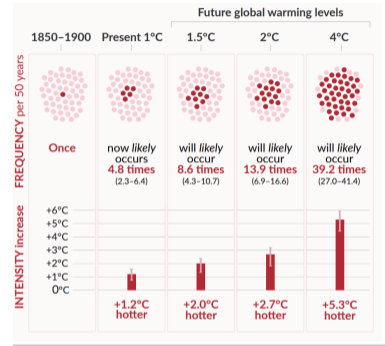 Future global warming levels
1850–1900 Present 1°C 1.5°C 2°C 4°C
FREQUENCY per 50 years
Once
now likely occurs 4.8 times (2.3–6.4)
will likely occur 8.6 times (4.3–10.7)
will likely occur 13.9 times (6.9–16.6)
will likely occur 39.2 times (27.0–41.4)
INTENSITY increase
+6°C
+5°C
+4°C
+3°C
+2°C
+1°C
0°C
+1.2°C hotter
+2.0°C hotter
+2.7°C hotter
+5.3°C hotter